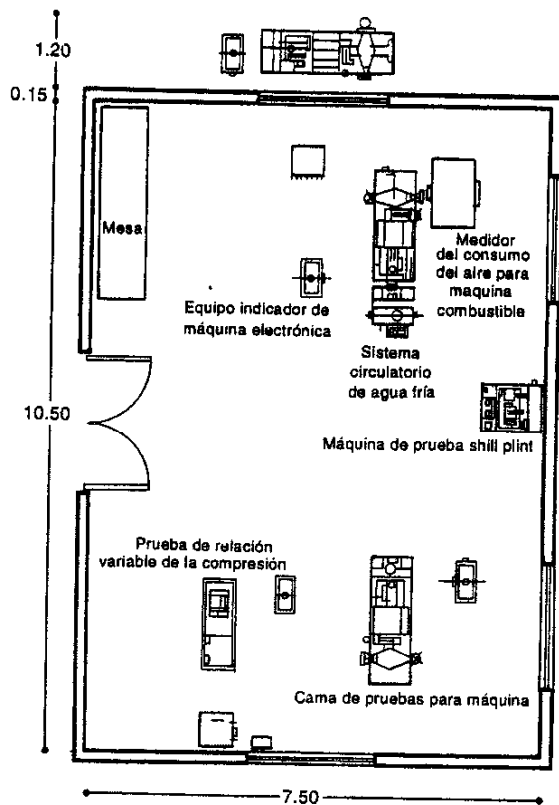 1.20
0.15
Mesa
Medidor
del consumo
del aire para
maquina
combustible
Equipo indicador de
máquina electrónica
Sistema
circulatorio
de agua fría
10.50
Máquina de prueba shill plint
Prueba de relación
variable de la compresión
Cama de pruebas para máquina
7.50